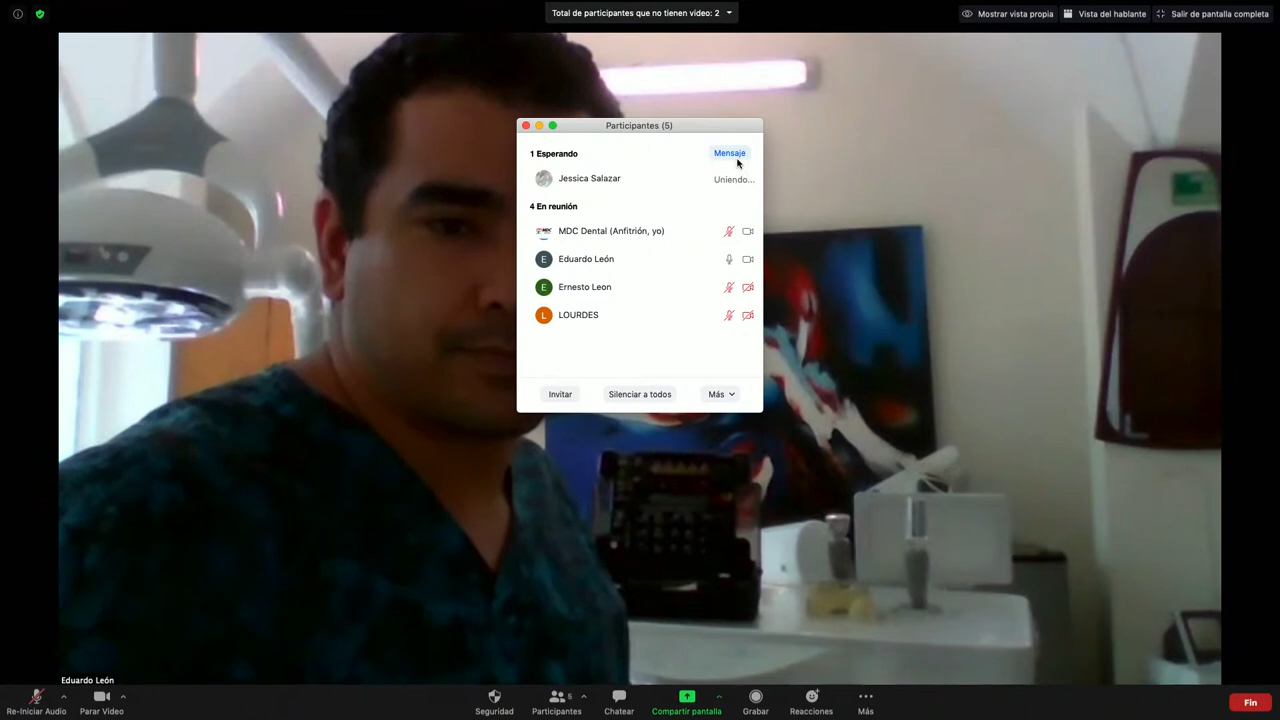 Total de participantes que no tienen video: 2
Mostrar vista propia
Vista del hablante
Salir de pantalla completa
Participantes (5)
1 Esperando
Mensaje
Jessica Salazar
Uniendo...
4 En reunión
MDC Dental (Anfitrión, yo)
E Eduardo León
E Ernesto Leon
L LOURDES
Invitar
Silenciar a todos
Más
Eduardo León
5
Re-Iniciar Audio
Parar Video
Seguridad
Participantes
Chatear
Compartir pantalla
Grabar
Reacciones
Más
Fin